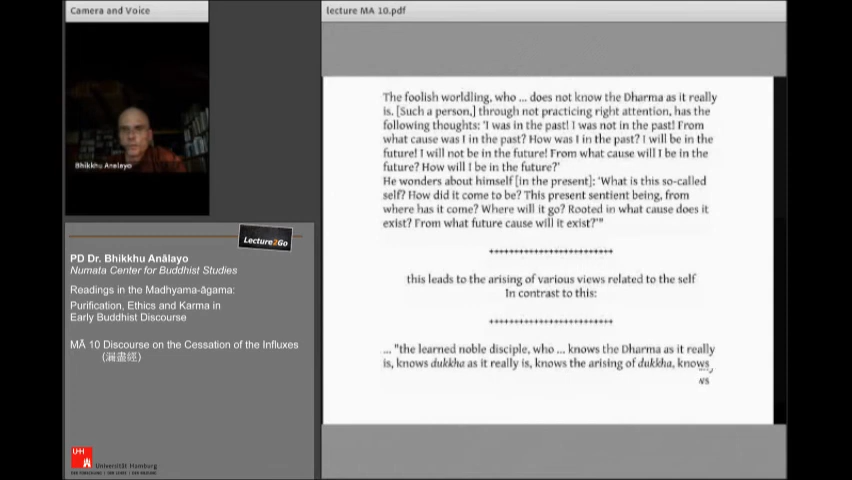 Camera and Voice
Bhikkhu Analayo
Lecture2Go
PD Dr. Bhikkhu Anālayo
Numata Center for Buddhist Studies
Readings in the Madhyama-āgama:
Purification, Ethics and Karma in
Early Buddhist Discourse
MĀ 10 Discourse on the Cessation of the Influxes
(漏盡經)
UH
Universität Hamburg
DER FORSCHUNG | DER LEHRE | DER BILDUNG
lecture MA 10.pdf
The foolish worldling, who ... does not know the Dharma as it really
is. [Such a person,] through not practicing right attention, has the
following thoughts: 'I was in the past! I was not in the past! From
what cause was I in the past? How was I in the past? I will be in the
future! I will not be in the future! From what cause will I be in the
future? How will I be in the future?'
He wonders about himself [in the present]: 'What is this so-called
self? How did it come to be? This present sentient being, from
where has it come? Where will it go? Rooted in what cause does it
exist? From what future cause will it exist?'"
+++++++++++++++++++++++++
this leads to the arising of various views related to the self
In contrast to this:
+++++++++++++++++++++++++
... "the learned noble disciple, who ... knows the Dharma as it really
is, knows dukkha as it really is, knows the arising of dukkha, knows